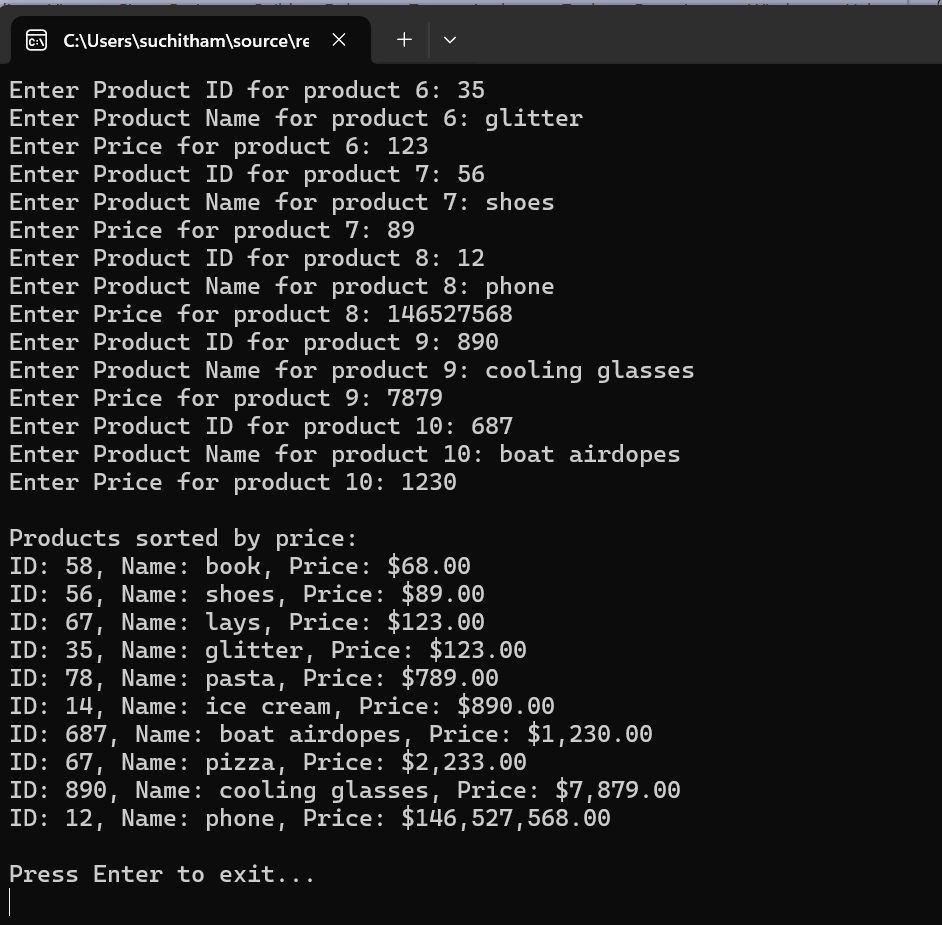 C:\Users\suchitham\source\re
Enter Product ID for product 6: 35
Enter Product Name for product 6: glitter
Enter Price for product 6: 123
Enter Product ID for product 7: 56
Enter Product Name for product 7: shoes
Enter Price for product 7: 89
Enter Product ID for product 8: 12
Enter Product Name for product 8: phone
Enter Price for product 8: 146527568
Enter Product ID for product 9: 890
Enter Product Name for product 9: cooling glasses
Enter Price for product 9: 7879
Enter Product ID for product 10: 687
Enter Product Name for product 10: boat airdopes
Enter Price for product 10: 1230
Products sorted by price:
ID: 58, Name: book, Price: $68.00
ID: 56, Name: shoes, Price: $89.00
ID: 67, Name: lays, Price: $123.00
ID: 35, Name: glitter, Price: $123.00
ID: 78, Name: pasta, Price: $789.00
ID: 14, Name: ice cream, Price: $890.00
ID: 687, Name: boat airdopes, Price: $1,230.00
ID: 67, Name: pizza, Price: $2,233.00
ID: 890, Name: cooling glasses, Price: $7,879.00
ID: 12, Name: phone, Price: $146,527,568.00
Press Enter to exit...